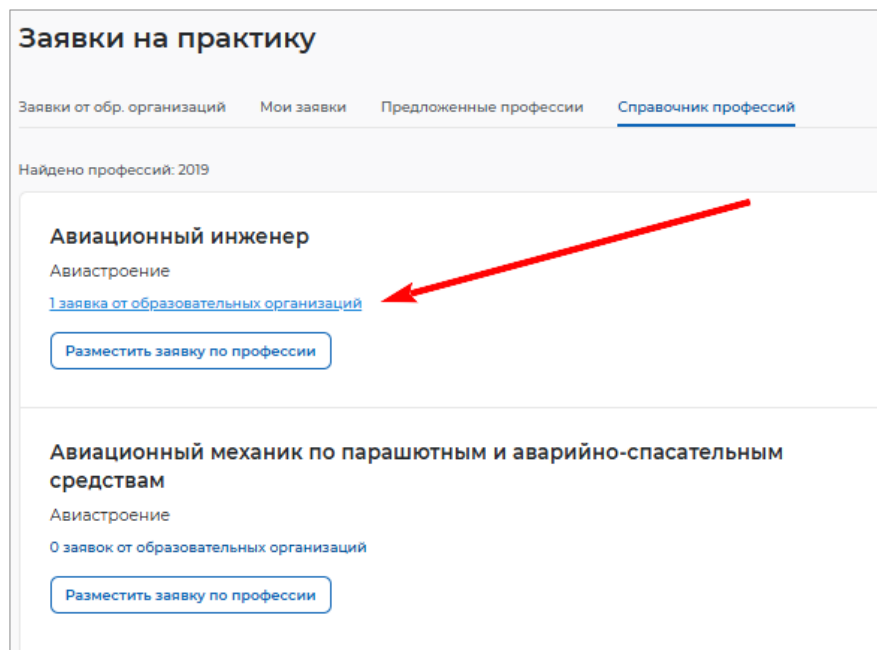 Заявки на практику
Заявки от обр. организаций Мои заявки Предложенные профессии Справочник профессий
Найдено профессий: 2019
Авиационный инженер
Авиастроение
1 заявка от образовательных организаций
Разместить заявку по профессии
Авиационный механик по парашютным и аварийно-спасательным
средствам
Авиастроение
0 заявок от образовательных организаций
Разместить заявку по профессии